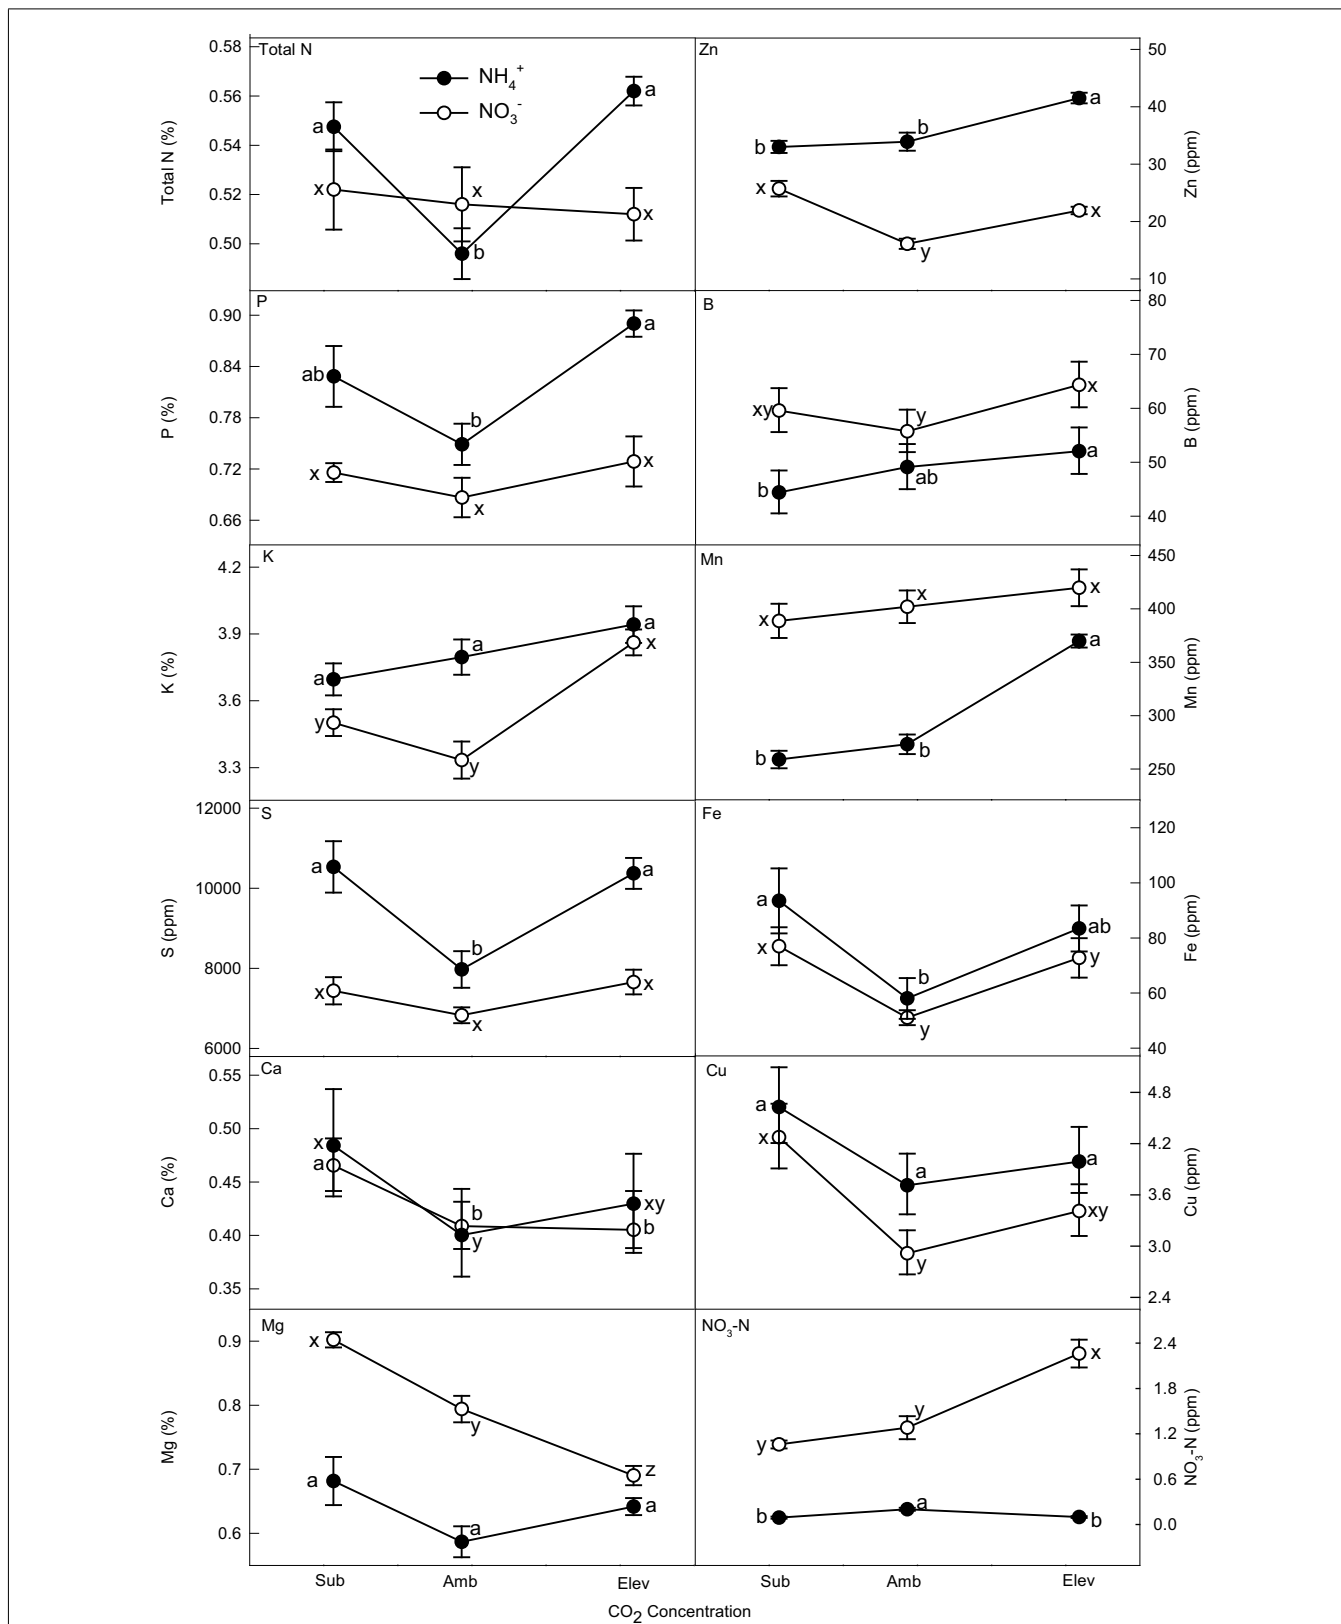 Total N
NH₄⁺
NO₃⁻
Total N (%)
0.58
0.56
0.54
0.52
0.50
a
x
x
b
a
x
Zn
Zn (ppm)
50
40
30
20
10
b
x
b
y
a
x
P
P (%)
0.90
0.84
0.78
0.72
0.66
ab
x
b
x
a
x
B
B (ppm)
80
70
60
50
40
xy
b
y
ab
x
a
K
K (%)
4.2
3.9
3.6
3.3
a
y
a
y
a
x
Mn
Mn (ppm)
450
400
350
300
250
x
b
x
b
x
a
S
S (ppm)
12000
10000
8000
6000
a
x
b
x
a
x
Fe
Fe (ppm)
120
100
80
60
40
a
x
b
y
ab
y
Ca
Ca (%)
0.55
0.50
0.45
0.40
0.35
x
a
b
y
xy
b
Cu
Cu (ppm)
4.8
4.2
3.6
3.0
2.4
a
x
a
y
a
xy
Mg
Mg (%)
0.9
0.8
0.7
0.6
x
a
y
a
z
a
NO₃-N
NO₃-N (ppm)
2.4
1.8
1.2
0.6
0.0
y
b
y
a
x
b
Sub
Amb
Elev
Sub
Amb
Elev
CO₂ Concentration